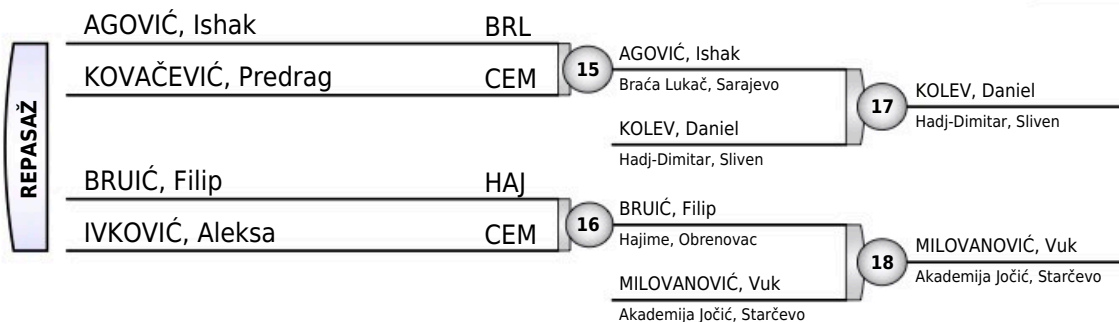 REPASAŽ
AGOVIĆ, Ishak BRL
KOVAČEVIĆ, Predrag CEM
BRUIĆ, Filip HAJ
IVKOVIĆ, Aleksa CEM
15
AGOVIĆ, Ishak
Braća Lukač, Sarajevo
KOLEV, Daniel
Hadj-Dimitar, Sliven
16
BRUIĆ, Filip
Hajime, Obrenovac
MILOVANOVIĆ, Vuk
Akademija Jočić, Starčevo
17
KOLEV, Daniel
Hadj-Dimitar, Sliven
18
MILOVANOVIĆ, Vuk
Akademija Jočić, Starčevo